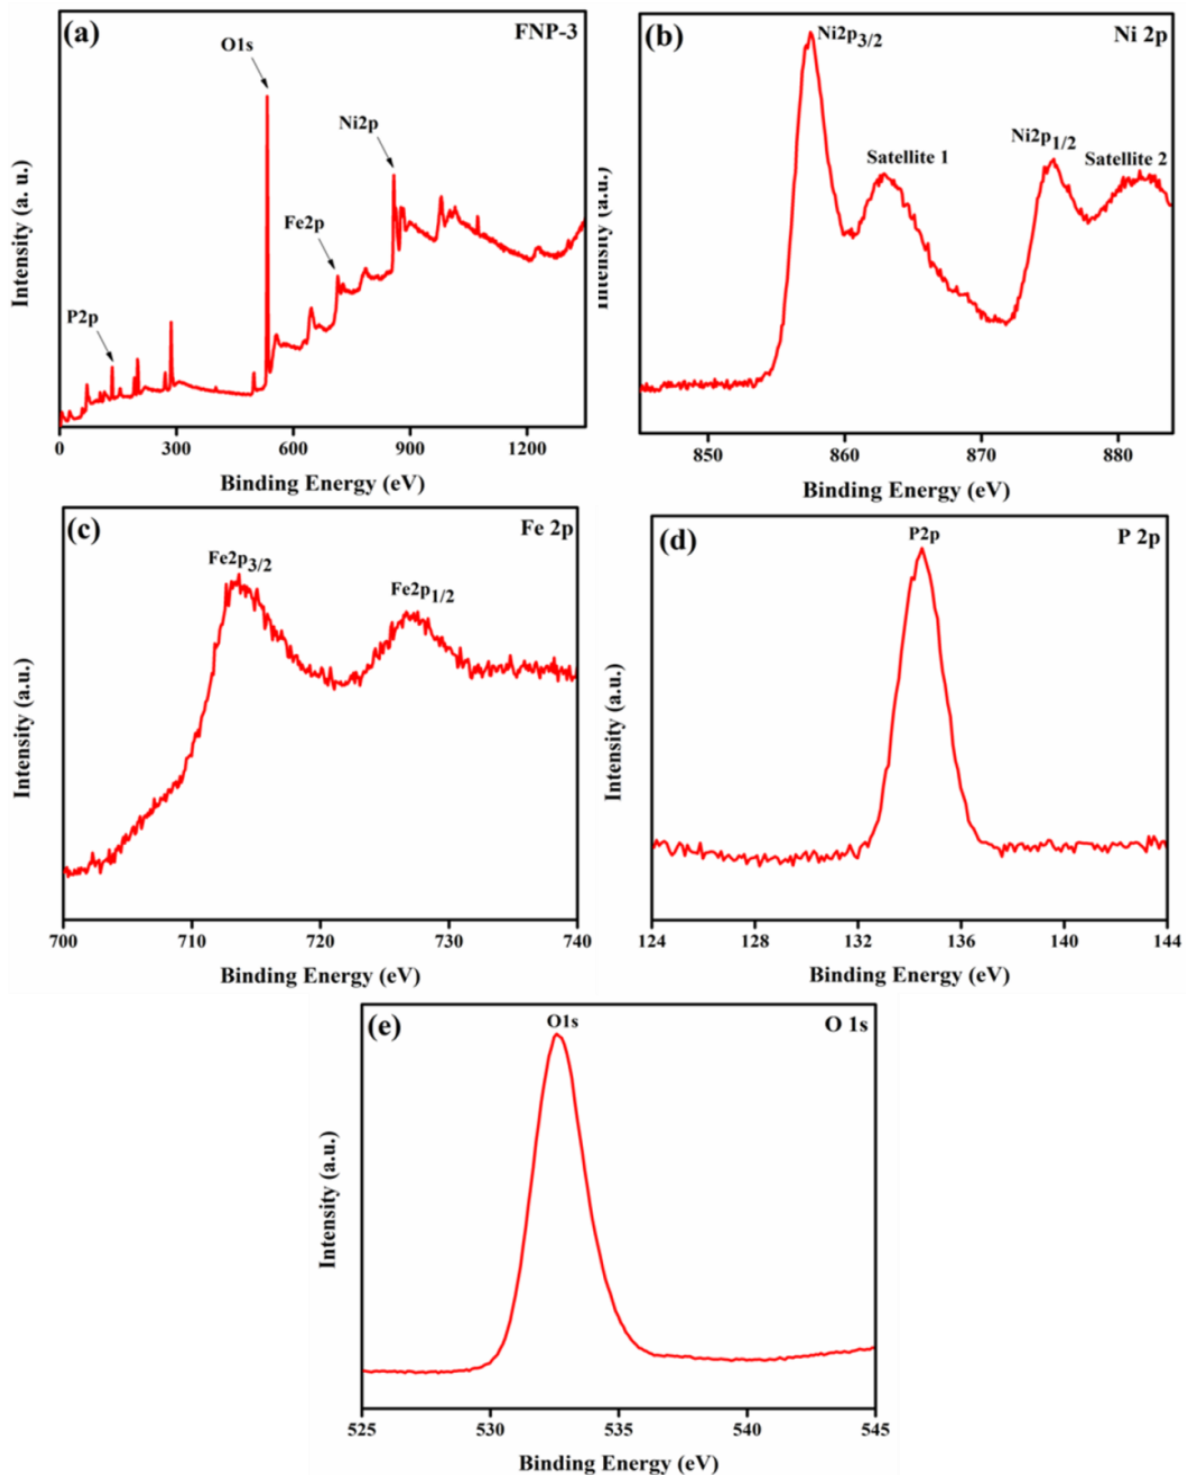 (a)
FNP-3
O1s
Ni2p
Fe2p
P2p
Intensity (a. u.)
0 300 600 900 1200
Binding Energy (eV)
(b)
Ni 2p
Ni2p3/2
Satellite 1
Ni2p1/2
Satellite 2
Intensity (a.u.)
850 860 870 880
Binding Energy (eV)
(c)
Fe 2p
Fe2p3/2
Fe2p1/2
Intensity (a.u.)
700 710 720 730 740
Binding Energy (eV)
(d)
P 2p
P2p
Intensity (a.u.)
124 128 132 136 140 144
Binding Energy (eV)
(e)
O 1s
O1s
Intensity (a.u.)
525 530 535 540 545
Binding Energy (eV)